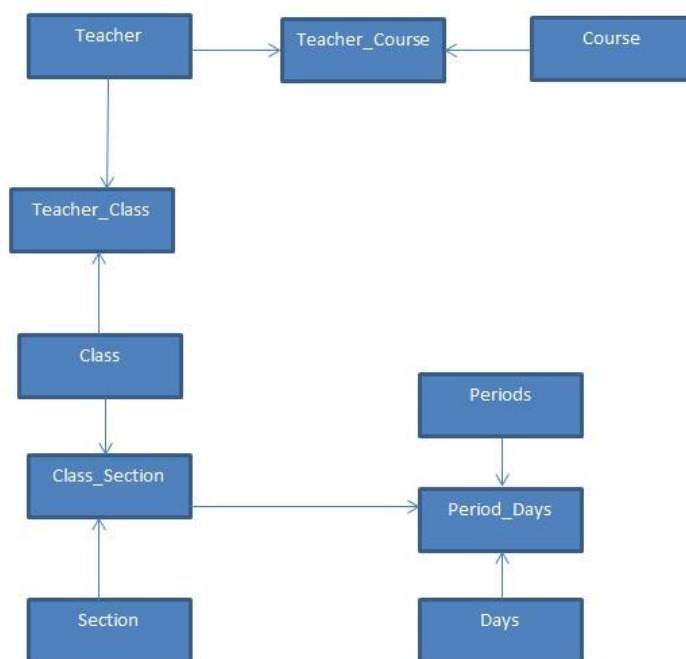 Teacher
Teacher_Course
Course
Teacher_Class
Class
Periods
Class_Section
Period_Days
Section
Days